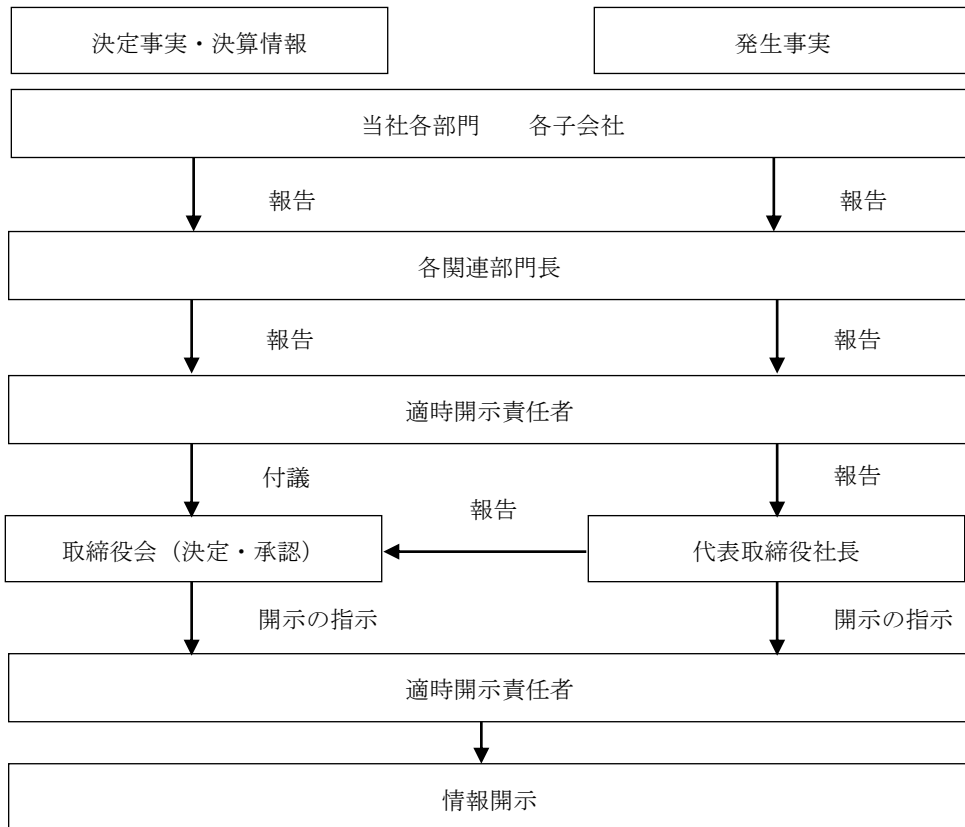 決定事実・決算情報
発生事実
当社各部門　　各子会社
報告
報告
各関連部門長
報告
報告
適時開示責任者
付議
報告
報告
取締役会（決定・承認）
代表取締役社長
開示の指示
開示の指示
適時開示責任者
情報開示